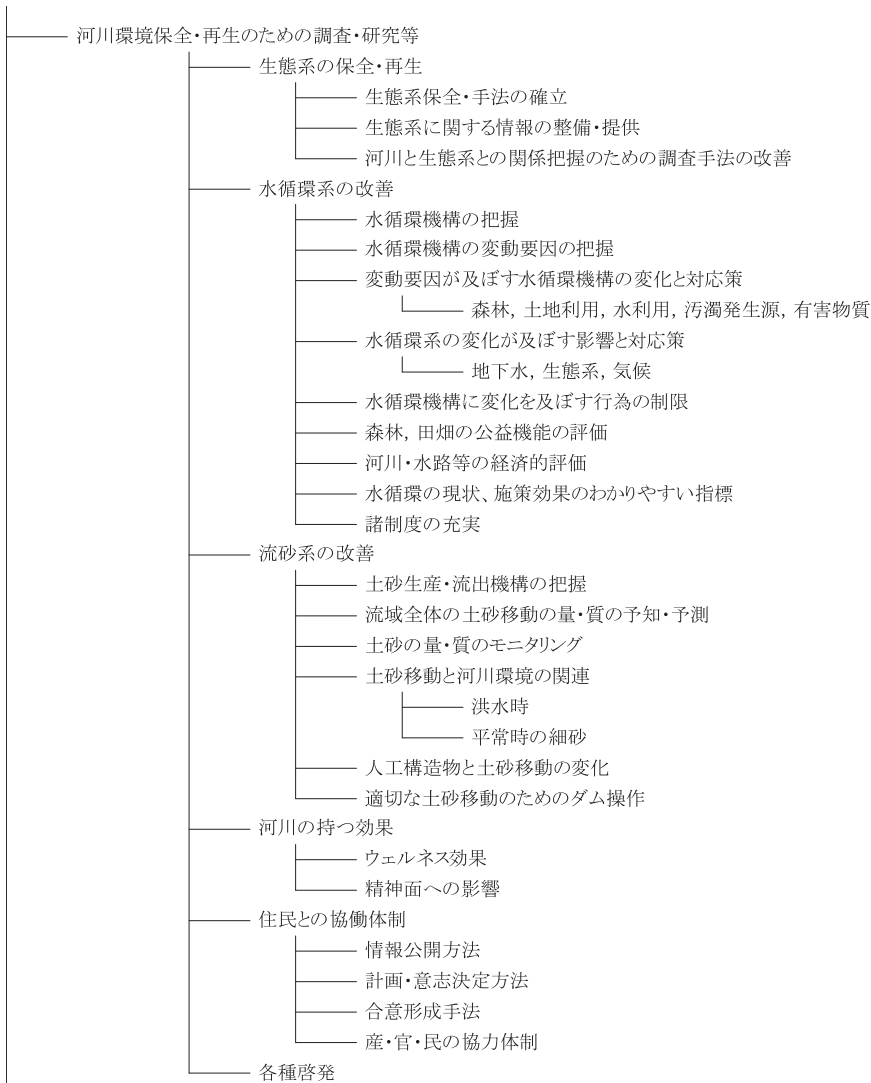 河川環境保全・再生のための調査・研究等
生態系の保全・再生
生態系保全・手法の確立
生態系に関する情報の整備・提供
河川と生態系との関係把握のための調査手法の改善
水循環系の改善
水循環機構の把握
水循環機構の変動要因の把握
変動要因が及ぼす水循環機構の変化と対応策
森林, 土地利用, 水利用, 汚濁発生源, 有害物質
水循環系の変化が及ぼす影響と対応策
地下水, 生態系, 気候
水循環機構に変化を及ぼす行為の制限
森林, 田畑の公益機能の評価
河川・水路等の経済的評価
水循環の現状、施策効果のわかりやすい指標
諸制度の充実
流砂系の改善
土砂生産・流出機構の把握
流域全体の土砂移動の量・質の予知・予測
土砂の量・質のモニタリング
土砂移動と河川環境の関連
洪水時
平常時の細砂
人工構造物と土砂移動の変化
適切な土砂移動のためのダム操作
河川の持つ効果
ウェルネス効果
精神面への影響
住民との協働体制
情報公開方法
計画・意志決定方法
合意形成手法
産・官・民の協力体制
各種啓発